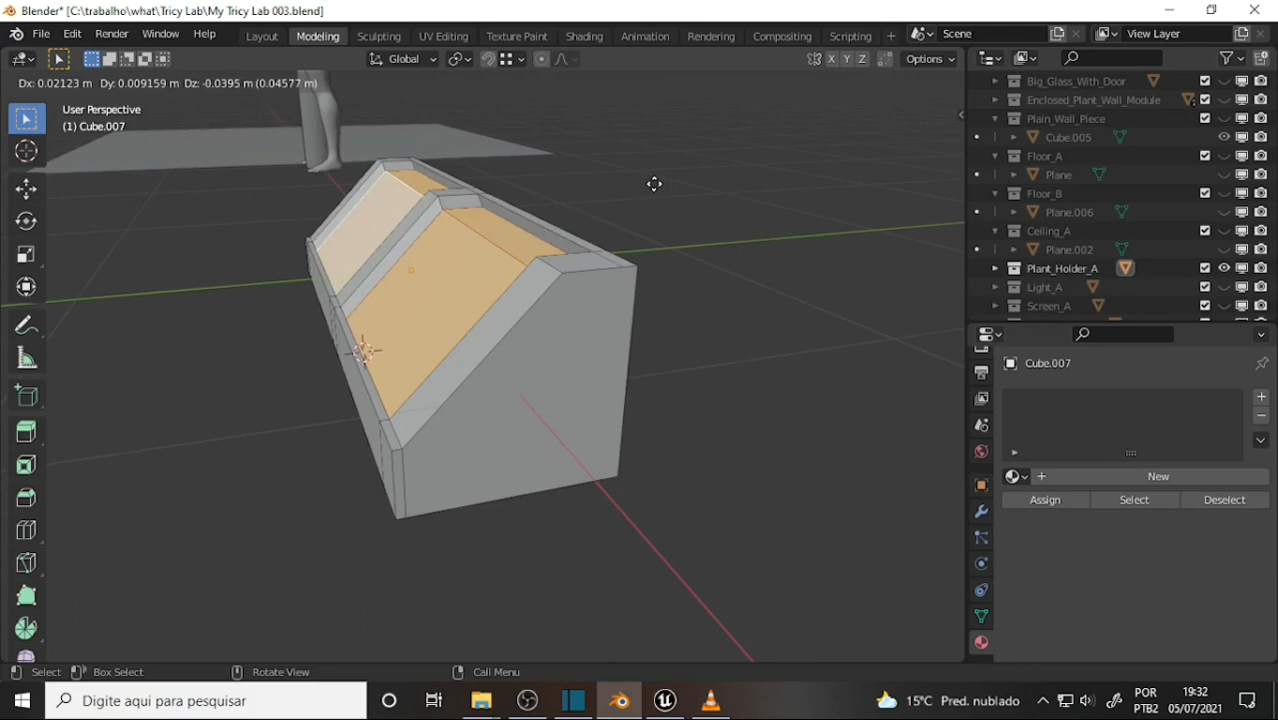 Blender* [C:\trabalho\what\Tricy Lab\My Tricy Lab 003.blend]
File Edit Render Window Help Layout Modeling Sculpting UV Editing Texture Paint Shading Animation Rendering Compositing Scripting + Scene View Layer
Global X Y Z Options
Dx: 0.02123 m Dy: 0.009159 m Dz: -0.0395 m (0.04577 m)
User Perspective
(1) Cube.007
Big_Glass_With_Door
Enclosed_Plant_Wall_Module
Plain_Wall_Piece
Cube.005
Floor_A
Plane
Floor_B
Plane.006
Ceiling_A
Plane.002
Plant_Holder_A
Light_A
Screen_A
Cube.007
+ New
Assign Select Deselect
Select Box Select Rotate View Call Menu
Digite aqui para pesquisar
15°C Pred. nublado
POR
PTB2
19:32
05/07/2021